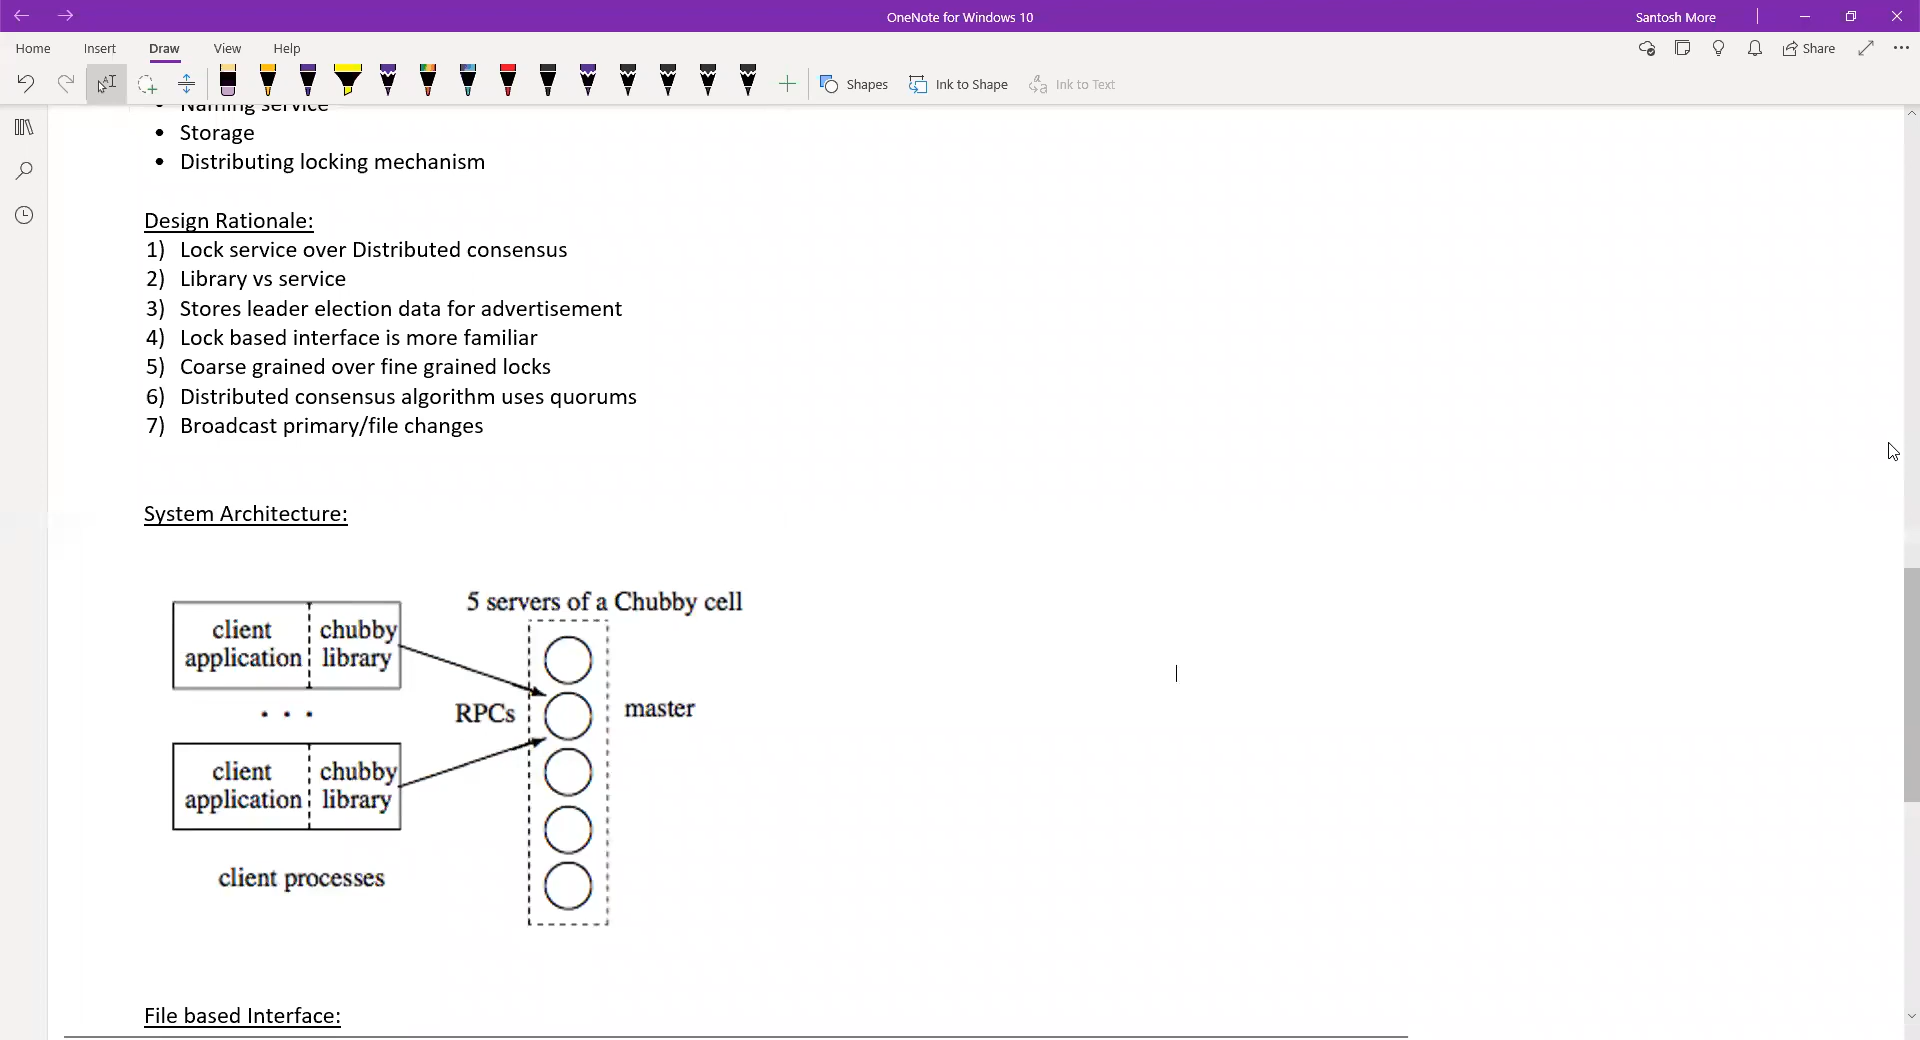 OneNote for Windows 10
Santosh More
Home Insert Draw View Help
Share
Shapes
Ink to Shape
Ink to Text
• Naming service
• Storage
• Distributing locking mechanism
Design Rationale:
1) Lock service over Distributed consensus
2) Library vs service
3) Stores leader election data for advertisement
4) Lock based interface is more familiar
5) Coarse grained over fine grained locks
6) Distributed consensus algorithm uses quorums
7) Broadcast primary/file changes
System Architecture:
5 servers of a Chubby cell
client application
chubby library
. . .
RPCs
master
client application
chubby library
client processes
File based Interface: